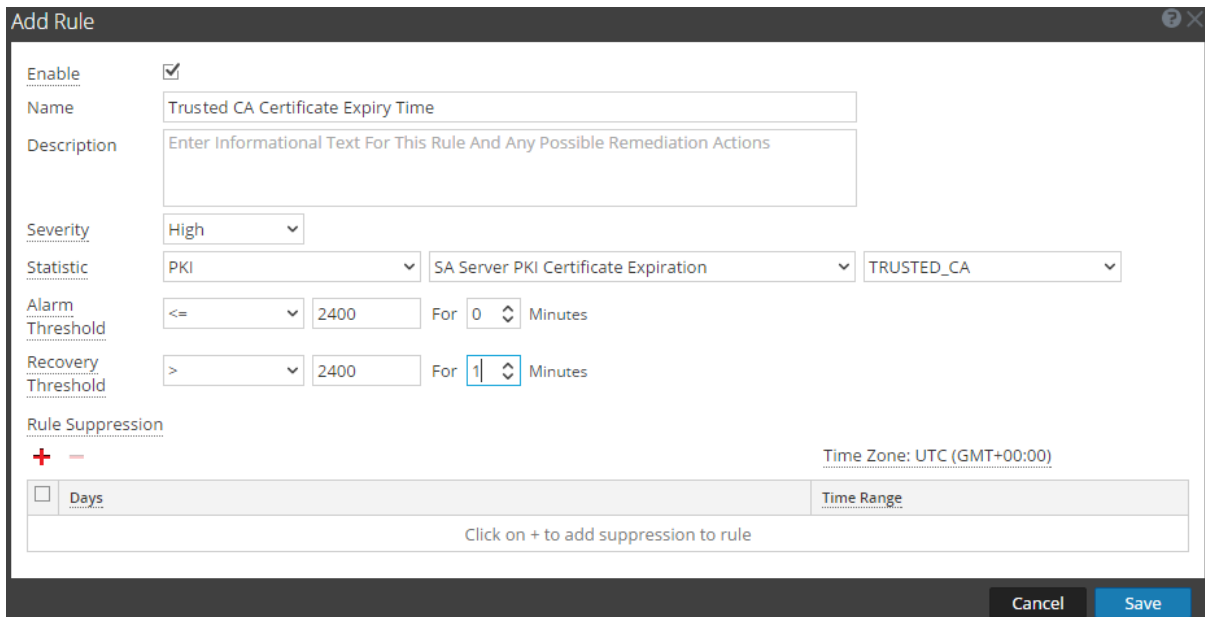 Add Rule
Enable
Name Trusted CA Certificate Expiry Time
Description Enter Informational Text For This Rule And Any Possible Remediation Actions
Severity High
Statistic PKI SA Server PKI Certificate Expiration TRUSTED_CA
Alarm Threshold <= 2400 For 0 Minutes
Recovery Threshold > 2400 For 1 Minutes
Rule Suppression
Time Zone: UTC (GMT+00:00)
Days Time Range
Click on + to add suppression to rule
Cancel Save